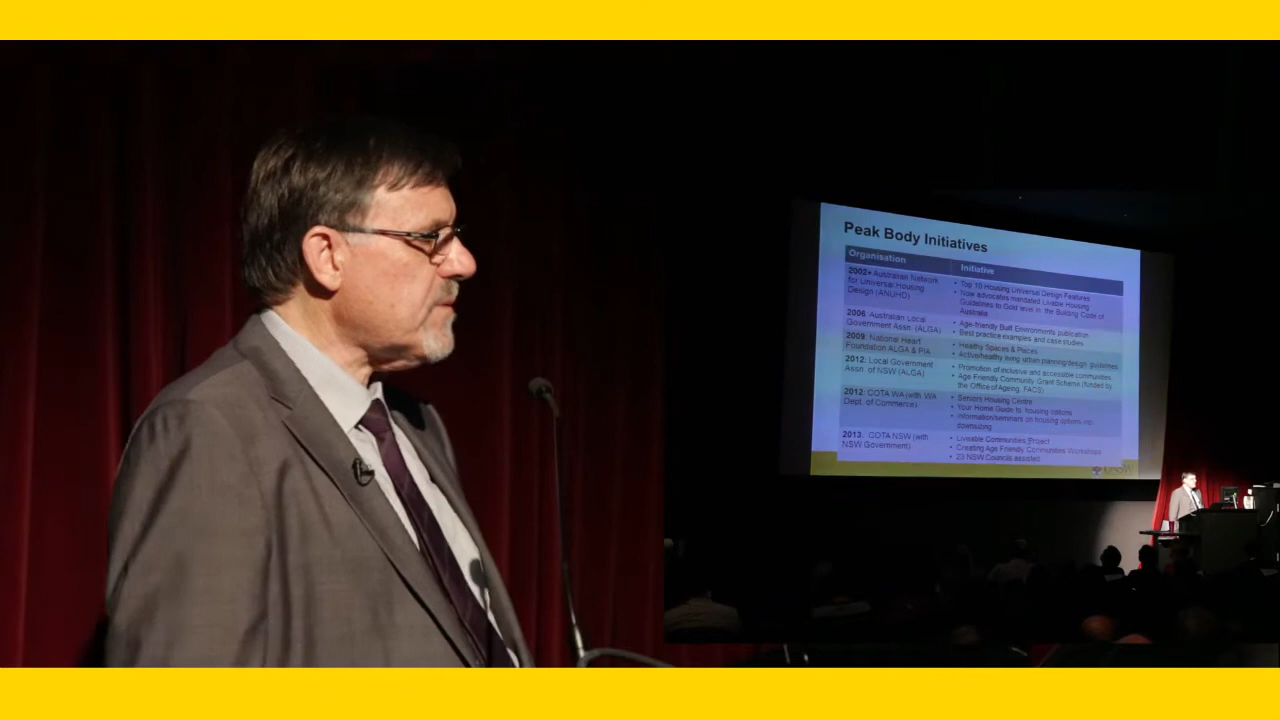 Peak Body Initiatives
Organisation
Initiative
2002+ Australian Network
for Universal Housing
Design (ANUHD)
• Top 10 Housing Universal Design Features
• Now advocates mandated Livable Housing
Guidelines to Gold level in the Building Code of
Australia
2006: Australian Local
Government Assn. (ALGA)
• Age-friendly Built Environments publication
• Best practice examples and case studies
2009: National Heart
Foundation ALGA & PIA
• Healthy Spaces & Places
• Active/healthy living urban planning/design guidelines
2012: Local Government
Assn. of NSW (ALGA)
• Promotion of inclusive and accessible communities
• Age Friendly Community Grant Scheme (funded by
the Office of Ageing, FACS)
2012: COTA WA (with WA
Dept. of Commerce)
• Seniors Housing Centre
• Your Home Guide to housing options
• Information/seminars on housing options
downsizing
2013: COTA NSW (with
NSW Government)
• Liveable Communities Project
• Creating Age Friendly Communities Workshops
• 23 NSW Councils assisted
UNSW